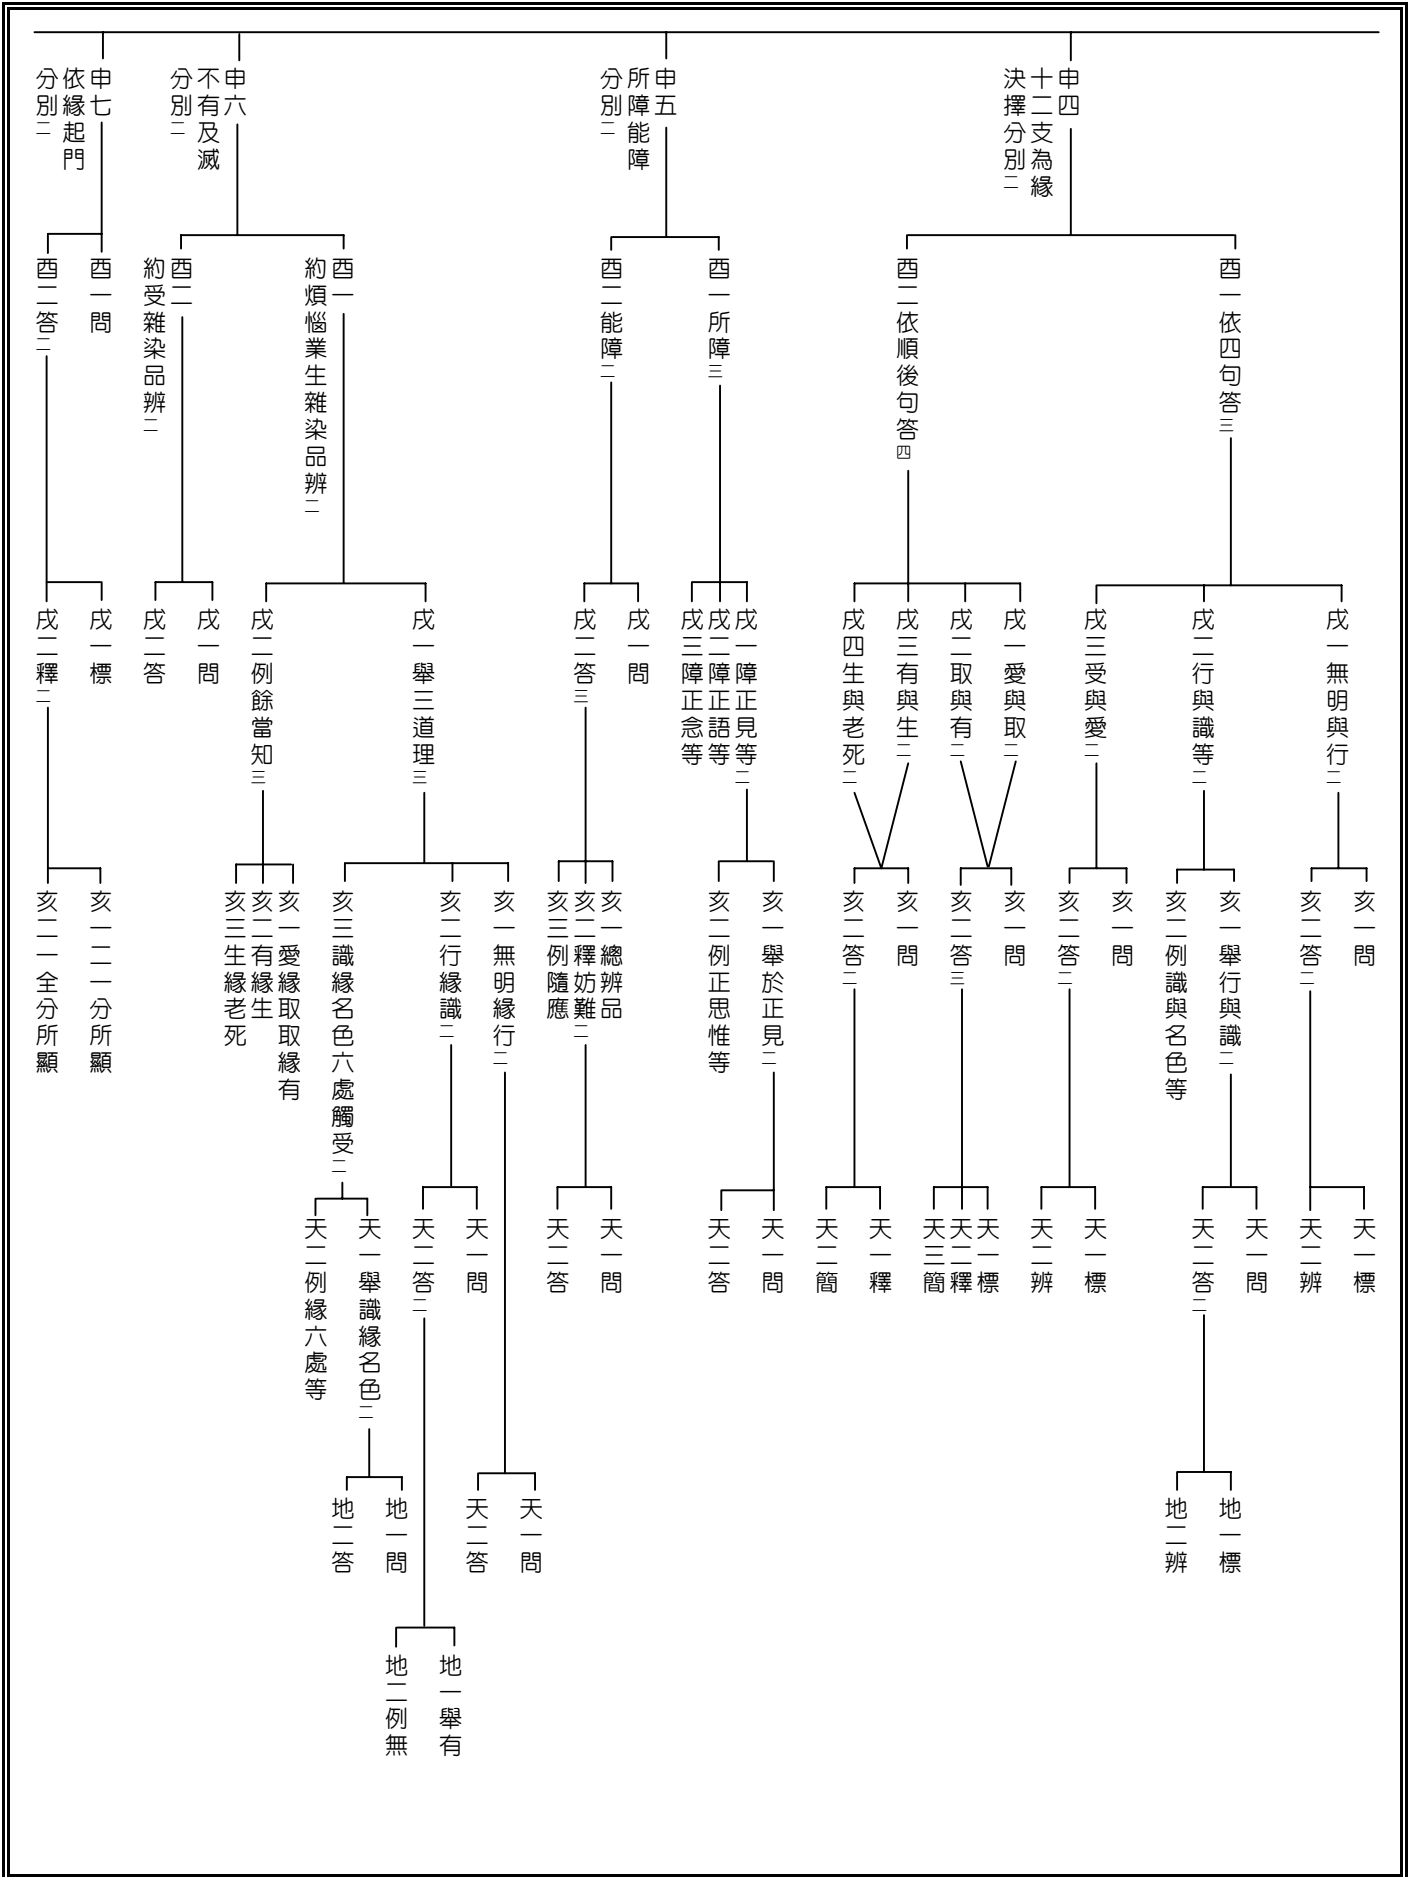 申四
十二支為緣
決擇分別二
申五
所障能障
分別二
申六
不有及滅
分別二
申七
依緣起門
分別二
酉一依四句答三
酉二依順後句答四
酉一所障三
酉二能障二
酉一
約煩惱業生雜染品辨二
酉二
約受雜染品辨二
酉一問
酉二答二
戌一無明與行二
戌二行與識等二
戌三受與愛二
戌一愛與取二
戌二取與有二
戌三有與生二
戌四生與老死二
戌一障正見等二
戌二障正語等
戌三障正念等
戌一問
戌二答三
戌一舉三道理三
戌二例餘當知三
戌一問
戌二答
戌一標
戌二釋二
亥一問
亥二答二
亥一舉行與識二
亥二例識與名色等
亥一問
亥二答二
亥一問
亥二答三
亥一問
亥二答二
亥一舉於正見二
亥二例正思惟等
亥一總辨品
亥二釋妨難二
亥三例隨應
亥一無明緣行二
亥二行緣識二
亥三識緣名色六處觸受二
亥一愛緣取取緣有
亥二有緣生
亥三生緣老死
亥一二一分所顯
亥二一全分所顯
天一標
天二辨
天一問
天二答二
天一標
天二辨
天一標
天二釋
天三簡
天一釋
天二簡
天一問
天二答
天一問
天二答
天一問
天二答二
天一舉識緣名色二
天二例緣六處等
地一標
地二辨
天一問
天二答
地一問
地二答
地一舉有
地二例無